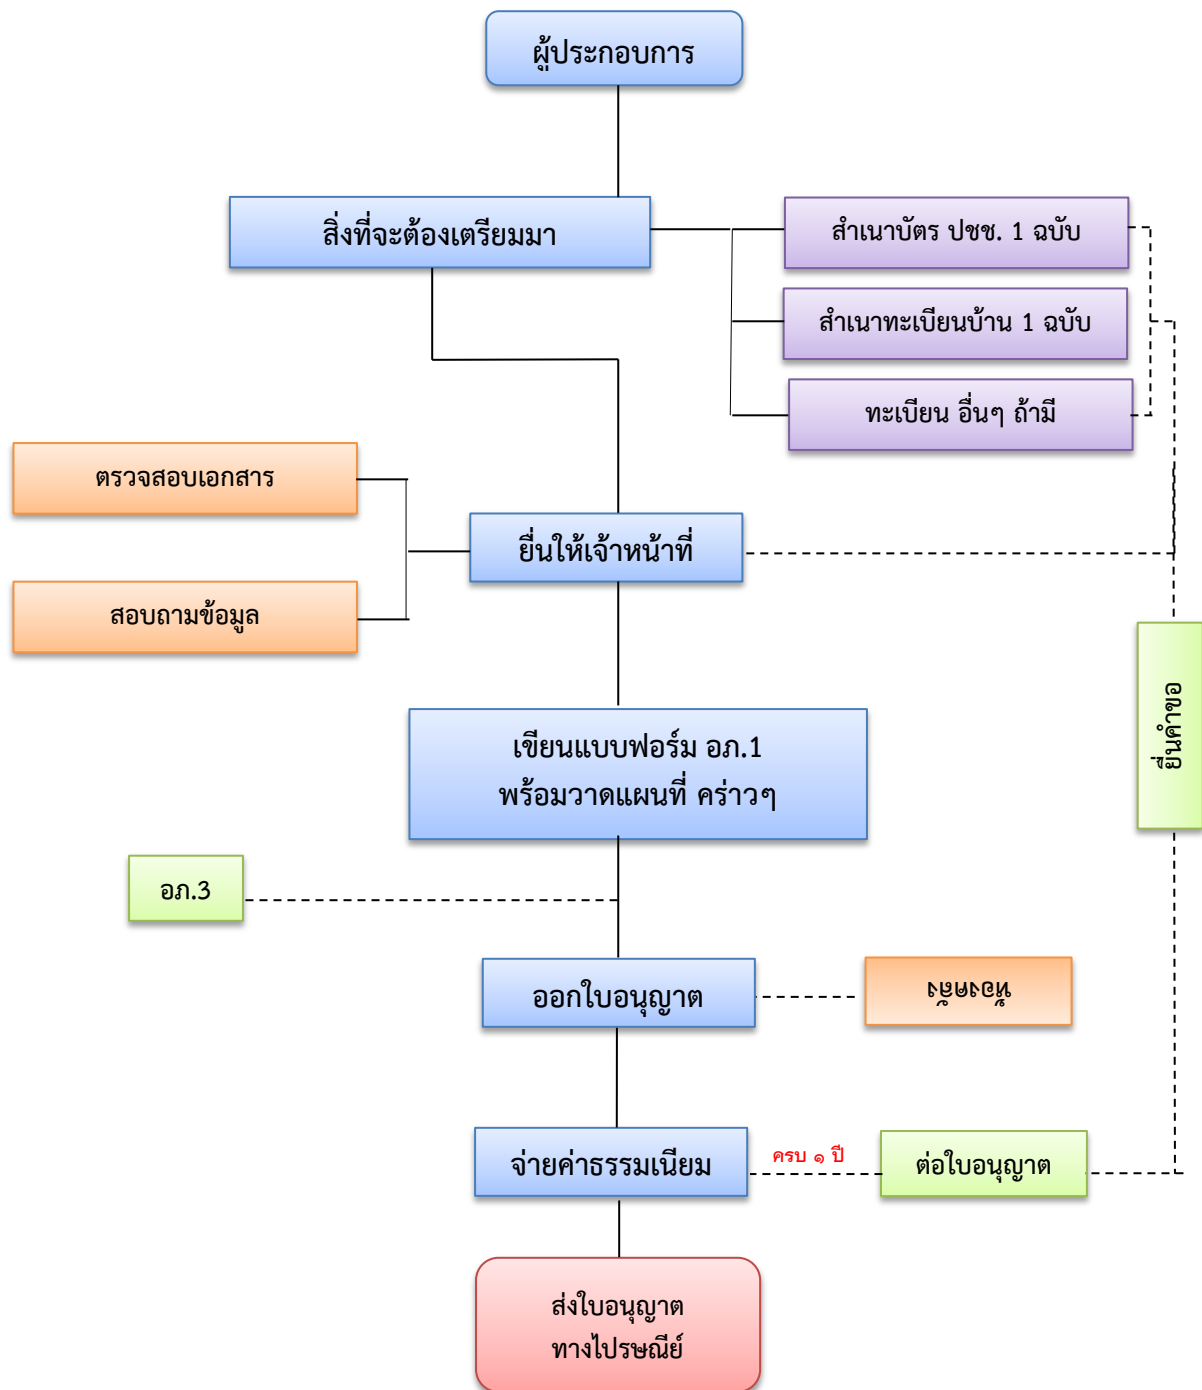 ผู้ประกอบการ
สิ่งที่จะต้องเตรียมมา
สำเนาบัตร ปชช. 1 ฉบับ
สำเนาทะเบียนบ้าน 1 ฉบับ
ทะเบียน อื่นๆ ถ้ามี
ตรวจสอบเอกสาร
ยื่นให้เจ้าหน้าที่
สอบถามข้อมูล
ยื่นคำขอ
เขียนแบบฟอร์ม อภ.1
พร้อมวาดแผนที่ คร่าวๆ
อภ.3
ออกใบอนุญาต
ห้องคลัง
จ่ายค่าธรรมเนียม
ครบ ๑ ปี
ต่อใบอนุญาต
ส่งใบอนุญาต
ทางไปรษณีย์